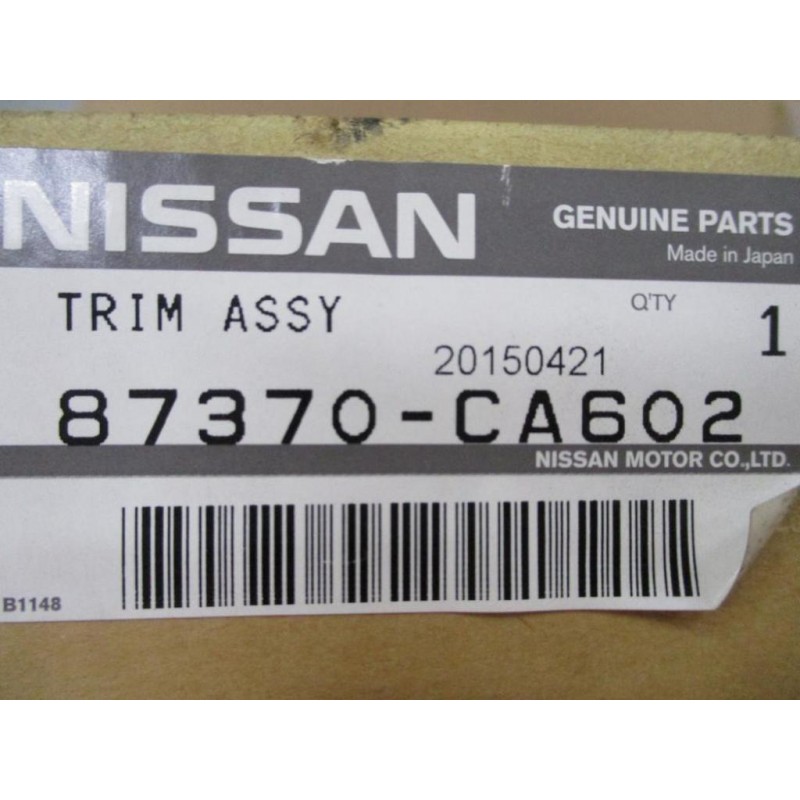 NISSAN
GENUINE PARTS
Made in Japan
TRIM ASSY
Q'TY
1
20150421
87370-CA602
NISSAN MOTOR CO.,LTD.
B1148